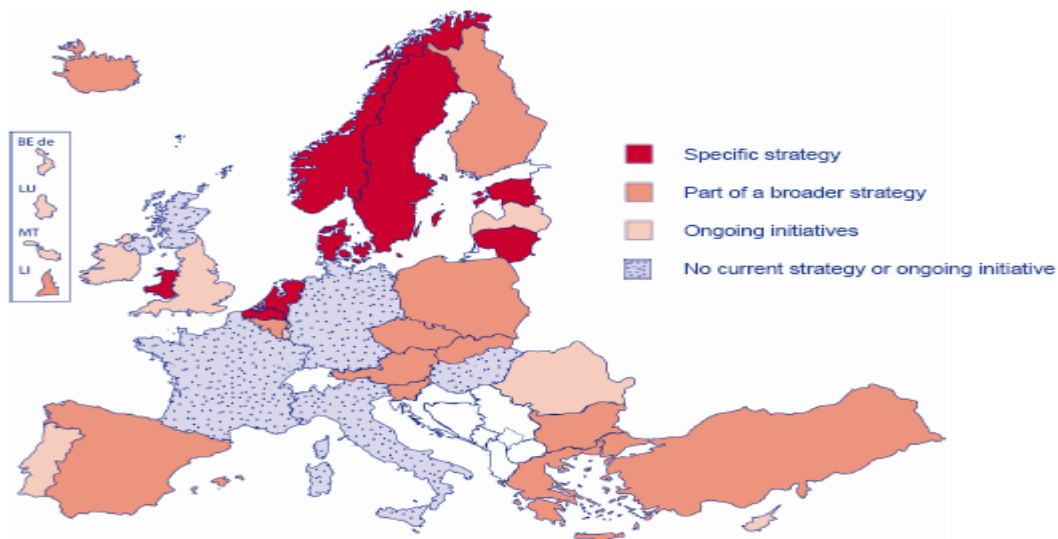 BE de
LU
MT
LI
Specific strategy
Part of a broader strategy
Ongoing initiatives
No current strategy or ongoing initiative